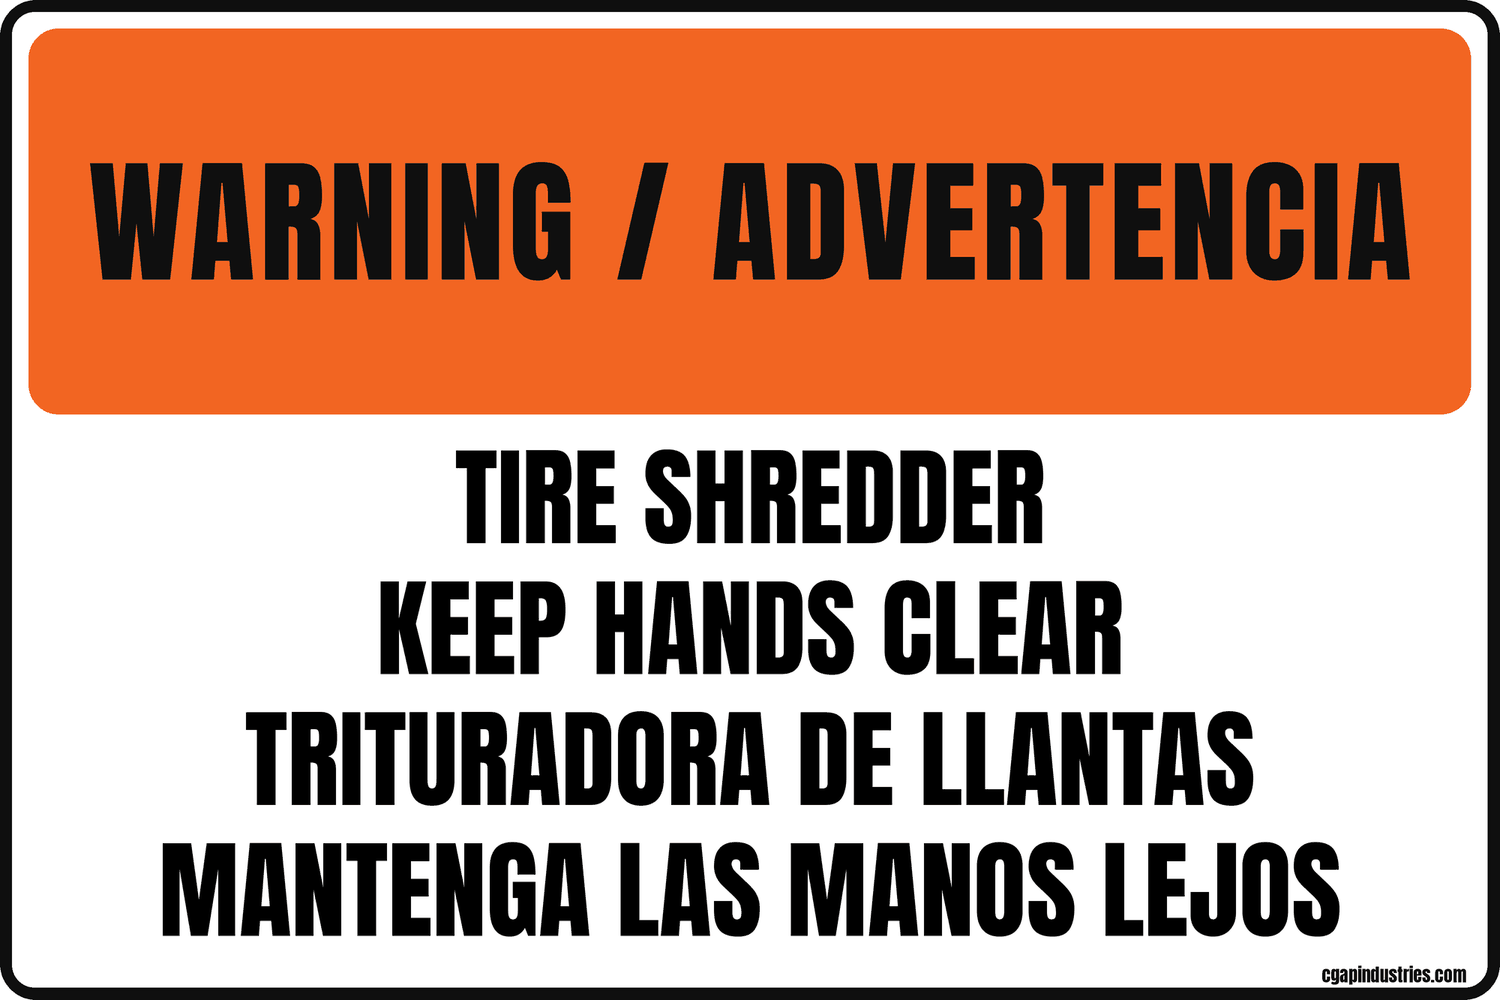 WARNING / ADVERTENCIA
TIRE SHREDDER
KEEP HANDS CLEAR
TRITURADORA DE LLANTAS
MANTENGA LAS MANOS LEJOS
cgapindustries.com